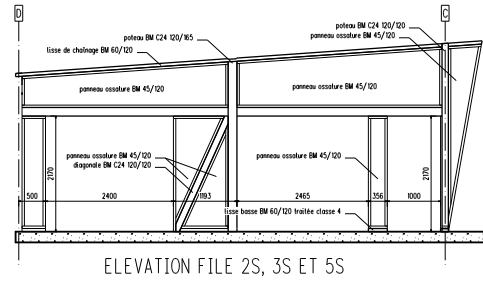 D
C
poteau BM C24 120/120
panneau ossature BM 45/120
poteau BM C24 120/165
lisse de chaînage BM 60/120
panneau ossature BM 45/120
panneau ossature BM 45/120
panneau ossature BM 45/120
diagonale BM C24 120/120
panneau ossature BM 45/120
2170
2170
500
2400
1193
2465
356
1000
lisse basse BM 60/120 traitée classe 4
ELEVATION FILE 2S, 3S ET 5S